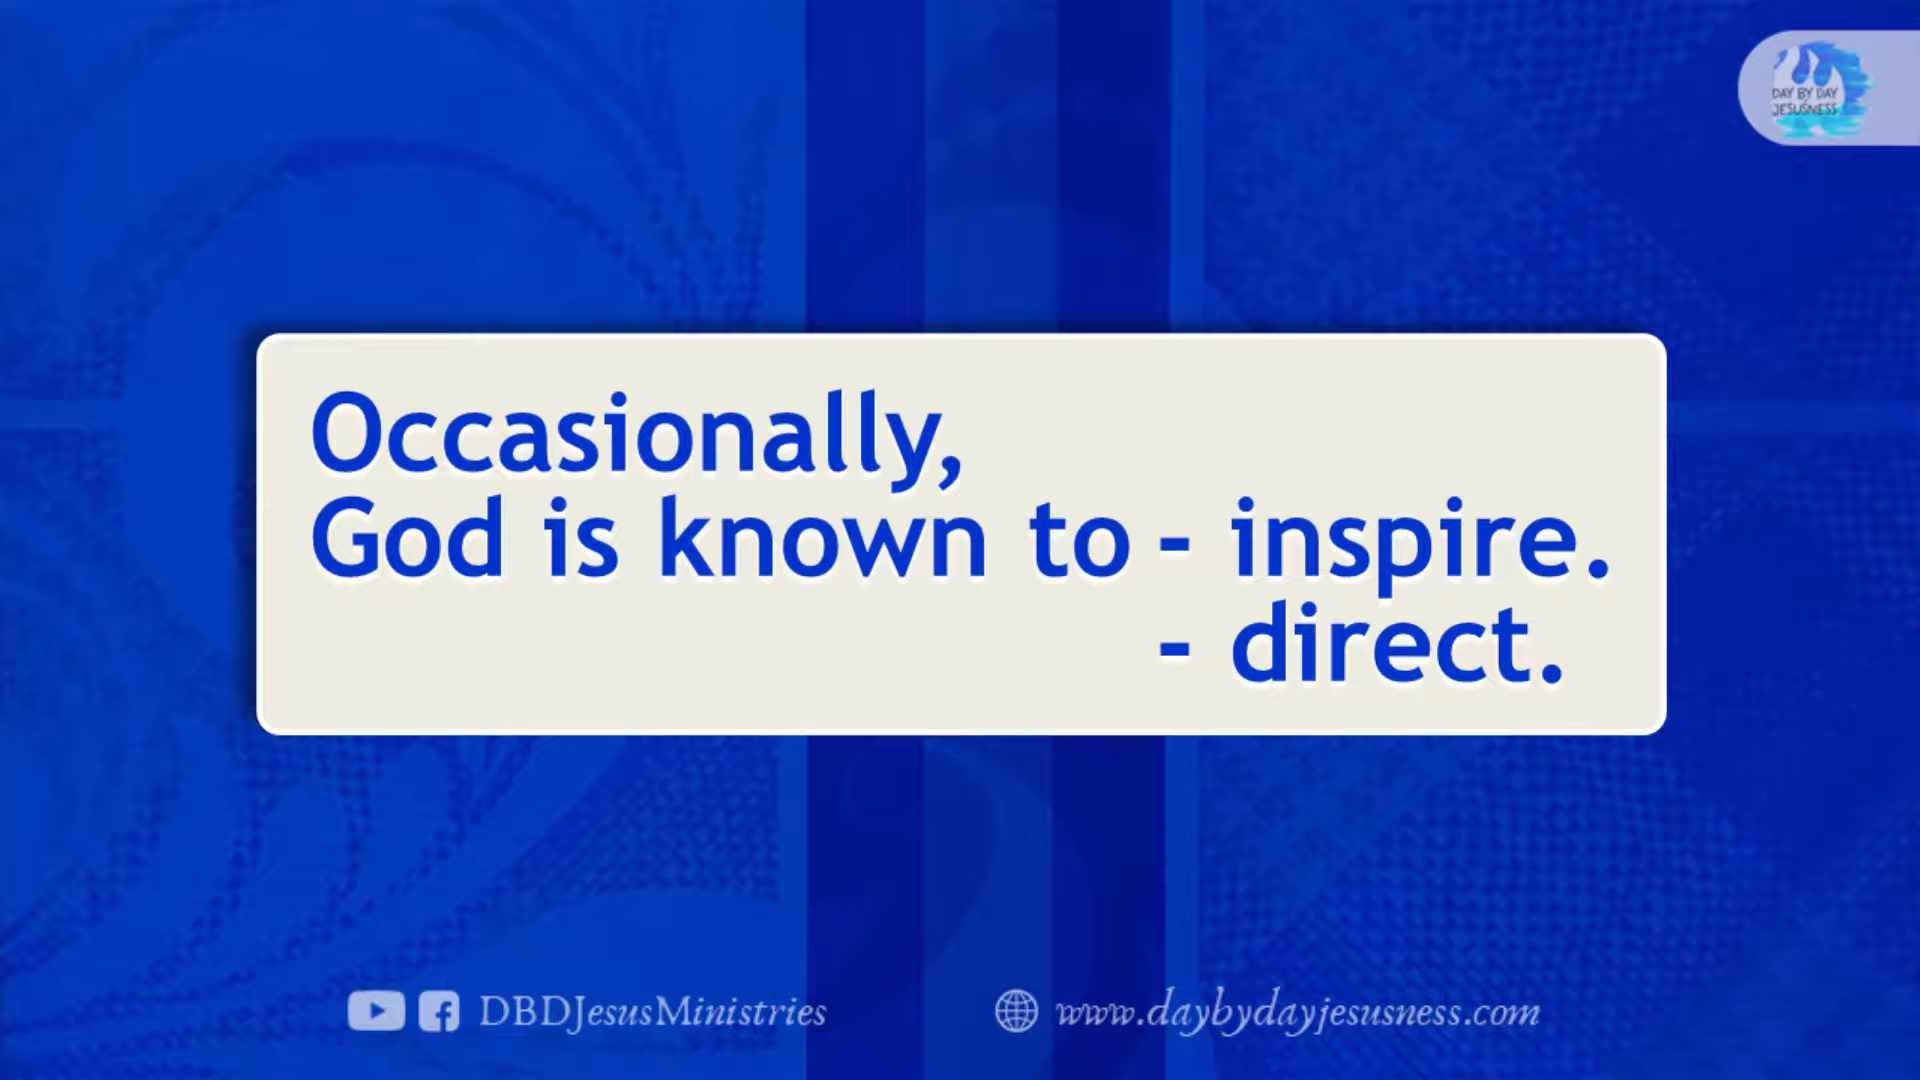 DAY BY DAY
JESUSNESS
Occasionally,
God is known to - inspire.
- direct.
DBDJesusMinistries
www.daybydayjesusness.com